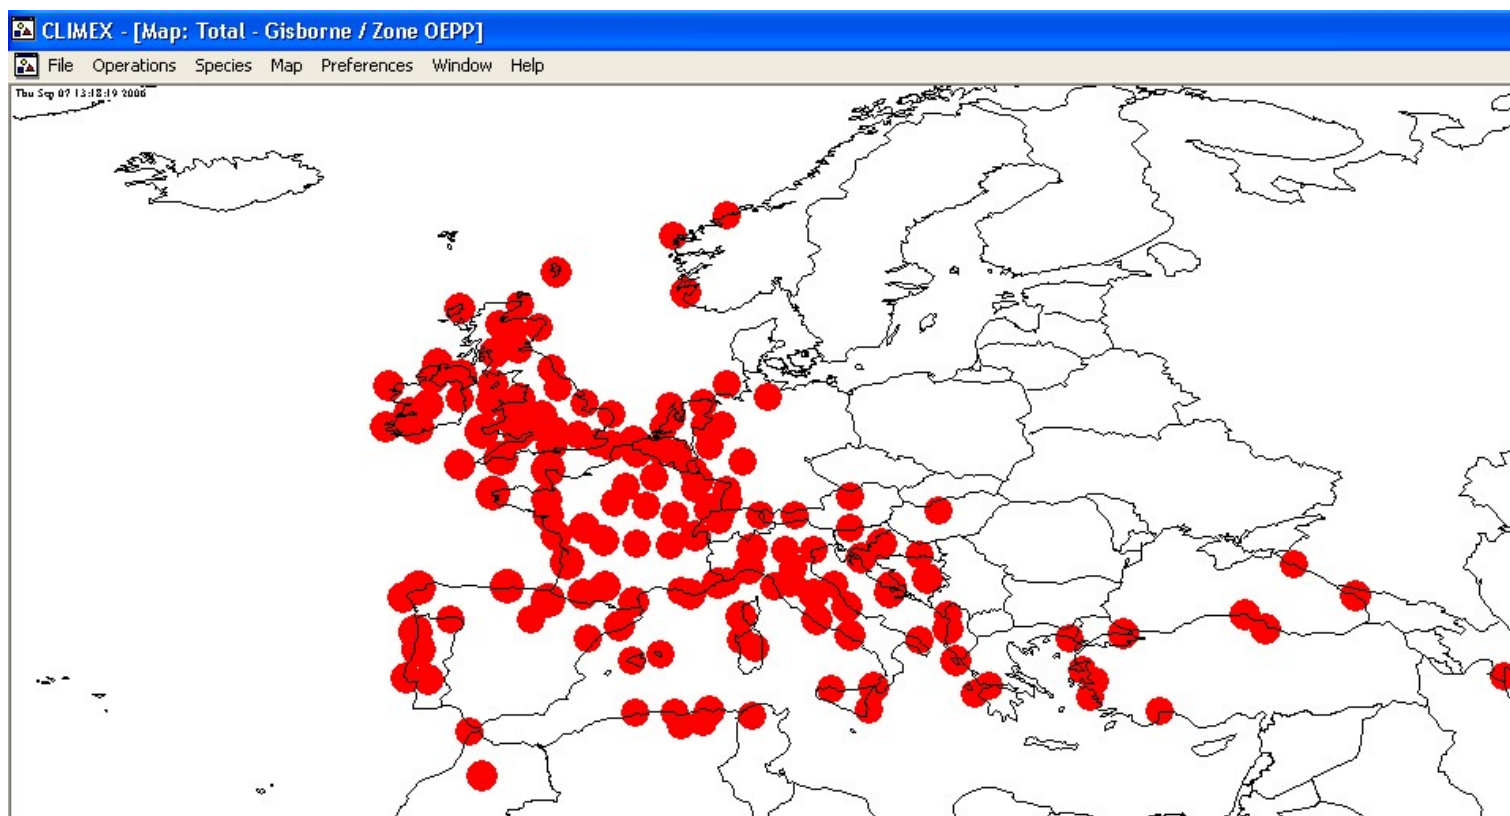 CLIMEX - [Map: Total - Gisborne / Zone OEPP]
File Operations Species Map Preferences Window Help
Thu Sep 07 13:18:19 2006